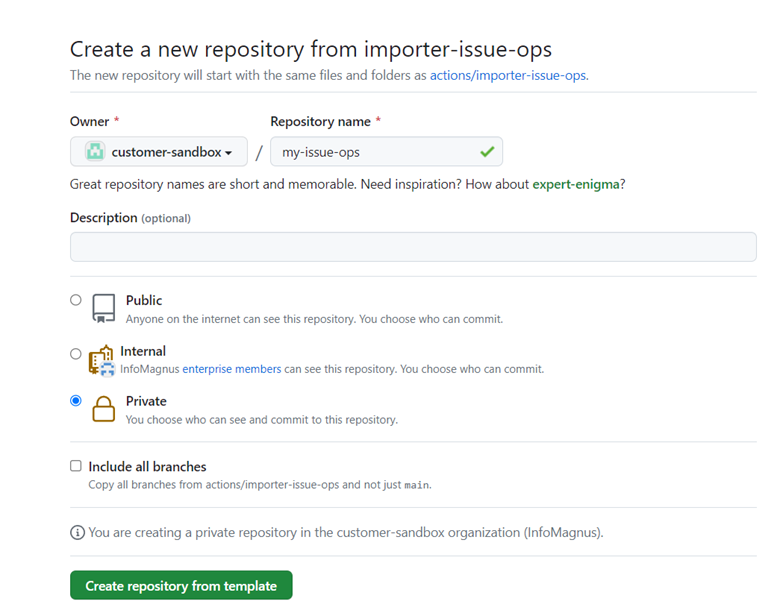 Create a new repository from importer-issue-ops
The new repository will start with the same files and folders as actions/importer-issue-ops.
Owner *
Repository name *
customer-sandbox
/
my-issue-ops
Great repository names are short and memorable. Need inspiration? How about expert-enigma?
Description (optional)
Public
Anyone on the internet can see this repository. You choose who can commit.
Internal
InfoMagnus enterprise members can see this repository. You choose who can commit.
Private
You choose who can see and commit to this repository.
Include all branches
Copy all branches from actions/importer-issue-ops and not just main.
You are creating a private repository in the customer-sandbox organization (InfoMagnus).
Create repository from template